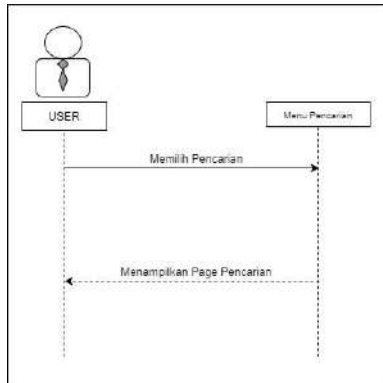 USER
Menu Pencarian
Memilih Pencarian
Menampilkan Page Pencarian